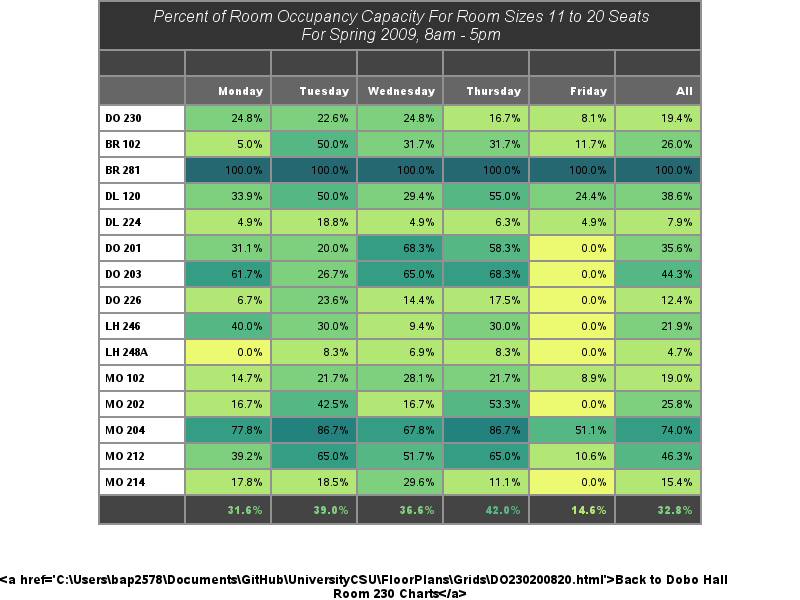 Percent of Room Occupancy Capacity For Room Sizes 11 to 20 Seats
For Spring 2009, 8am - 5pm
Monday Tuesday Wednesday Thursday Friday All
DO 230 24.8% 22.6% 24.8% 16.7% 8.1% 19.4%
BR 102 5.0% 50.0% 31.7% 31.7% 11.7% 26.0%
BR 281 100.0% 100.0% 100.0% 100.0% 100.0% 100.0%
DL 120 33.9% 50.0% 29.4% 55.0% 24.4% 38.6%
DL 224 4.9% 18.8% 4.9% 6.3% 4.9% 7.9%
DO 201 31.1% 20.0% 68.3% 58.3% 0.0% 35.6%
DO 203 61.7% 26.7% 65.0% 68.3% 0.0% 44.3%
DO 226 6.7% 23.6% 14.4% 17.5% 0.0% 12.4%
LH 246 40.0% 30.0% 9.4% 30.0% 0.0% 21.9%
LH 248A 0.0% 8.3% 6.9% 8.3% 0.0% 4.7%
MO 102 14.7% 21.7% 28.1% 21.7% 8.9% 19.0%
MO 202 16.7% 42.5% 16.7% 53.3% 0.0% 25.8%
MO 204 77.8% 86.7% 67.8% 86.7% 51.1% 74.0%
MO 212 39.2% 65.0% 51.7% 65.0% 10.6% 46.3%
MO 214 17.8% 18.5% 29.6% 11.1% 0.0% 15.4%
31.6% 39.0% 36.6% 42.0% 14.6% 32.8%
<a href='C:\Users\bap2578\Documents\GitHub\UniversityCSU\FloorPlans\Grids\DO230200820.html'>Back to Dobo Hall
Room 230 Charts</a>